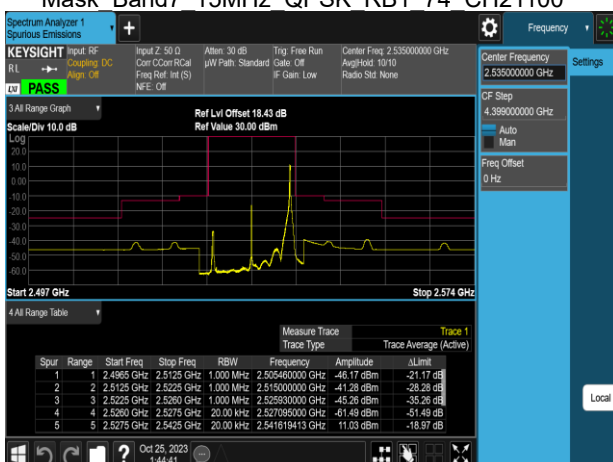 Mask_Band7_15MHz_QPSK_RB1_74_CH21100
Spectrum Analyzer 1
Spurious Emissions
Frequency
KEYSIGHT Input: RF Input Z: 50 Ω Atten: 30 dB Trig: Free Run Center Freq: 2.535000000 GHz
RL Coupling: DC Corr CCorr RCal µW Path: Standard Gate: Off Avg|Hold: 10/10
Align: Off Freq Ref: Int (S) IF Gain: Low Radio Std: None
NFE: Off
LXI PASS
Center Frequency
2.535000000 GHz
Settings
CF Step
4.399000000 GHz
Auto
Man
Freq Offset
0 Hz
3 All Range Graph
Ref Lvl Offset 18.43 dB
Scale/Div 10.0 dB Ref Value 30.00 dBm
Log
20.0
10.0
0.00
-10.0
-20.0
-30.0
-40.0
-50.0
-60.0
Start 2.497 GHz Stop 2.574 GHz
4 All Range Table
Measure Trace Trace 1
Trace Type Trace Average (Active)
Spur Range Start Freq Stop Freq RBW Frequency Amplitude ΔLimit
1 1 2.4965 GHz 2.5125 GHz 1.000 MHz 2.505460000 GHz -46.17 dBm -21.17 dB
2 2 2.5125 GHz 2.5225 GHz 1.000 MHz 2.515000000 GHz -41.28 dBm -28.28 dB
3 3 2.5225 GHz 2.5260 GHz 1.000 MHz 2.525930000 GHz -45.26 dBm -35.26 dB
4 4 2.5260 GHz 2.5275 GHz 20.00 kHz 2.527095000 GHz -61.49 dBm -51.49 dB
5 5 2.5275 GHz 2.5425 GHz 20.00 kHz 2.541619413 GHz 11.03 dBm -18.97 dB
Local
Oct 25, 2023
1:44:41